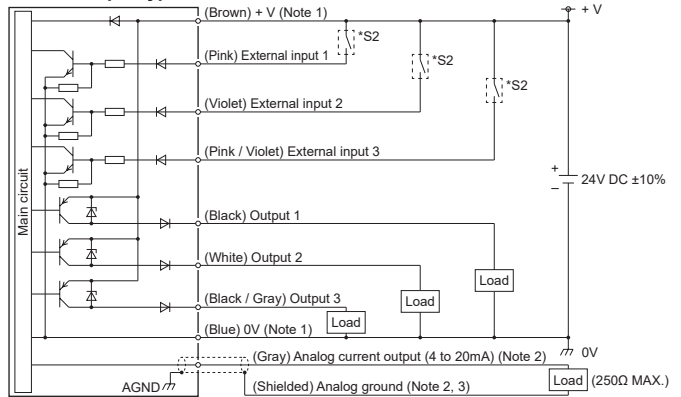 (Brown) + V (Note 1)
+ V
*S2
(Pink) External input 1
*S2
*S2
(Violet) External input 2
(Pink / Violet) External input 3
Main circuit
+
24V DC ±10%
–
(Black) Output 1
(White) Output 2
Load
Load
(Black / Gray) Output 3
Load
(Blue) 0V (Note 1)
0V
(Gray) Analog current output (4 to 20mA) (Note 2)
Load
(250Ω MAX.)
AGND
(Shielded) Analog ground (Note 2, 3)